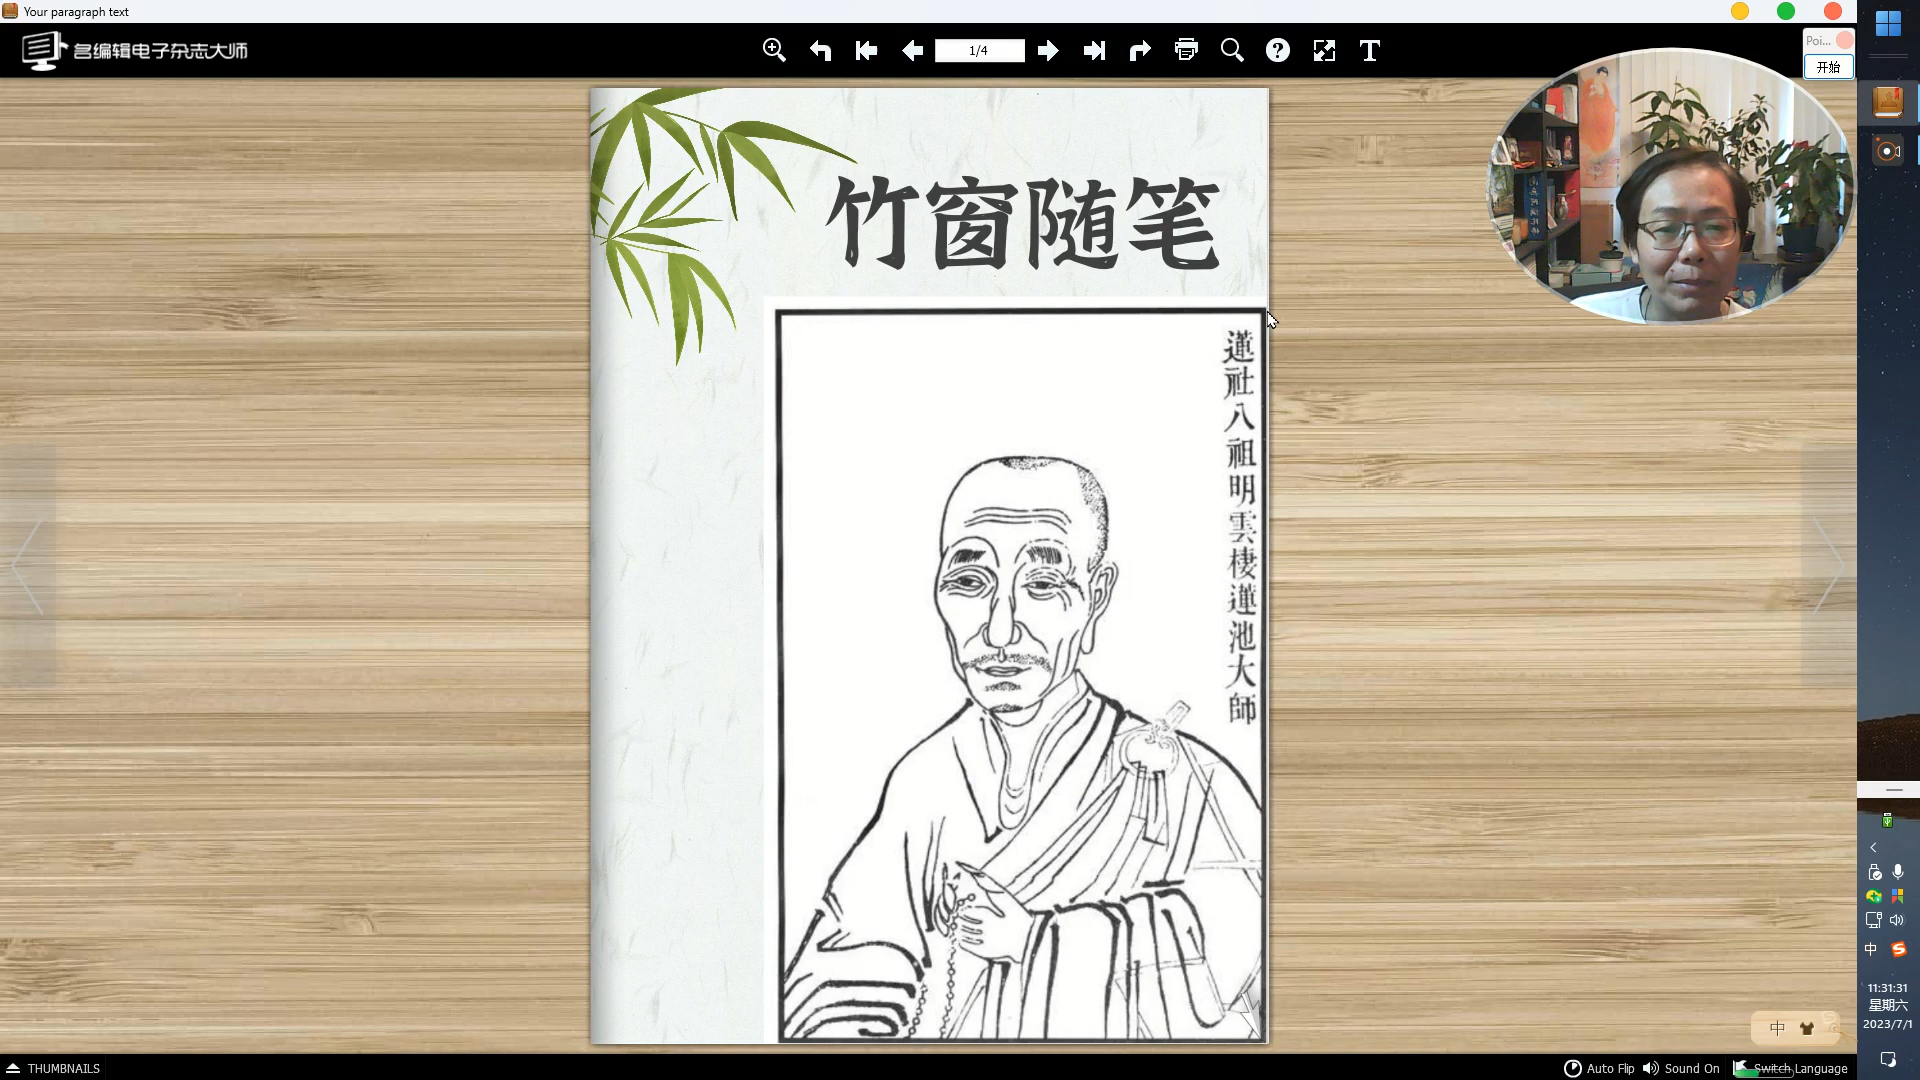 Your paragraph text
名编辑电子杂志大师
1/4
Poi...
开始
竹窗随笔
蓮社八祖明雲棲蓮池大師
中
中
11:31:31
星期六
2023/7/1
THUMBNAILS
Auto Flip
Sound On
Switch Language